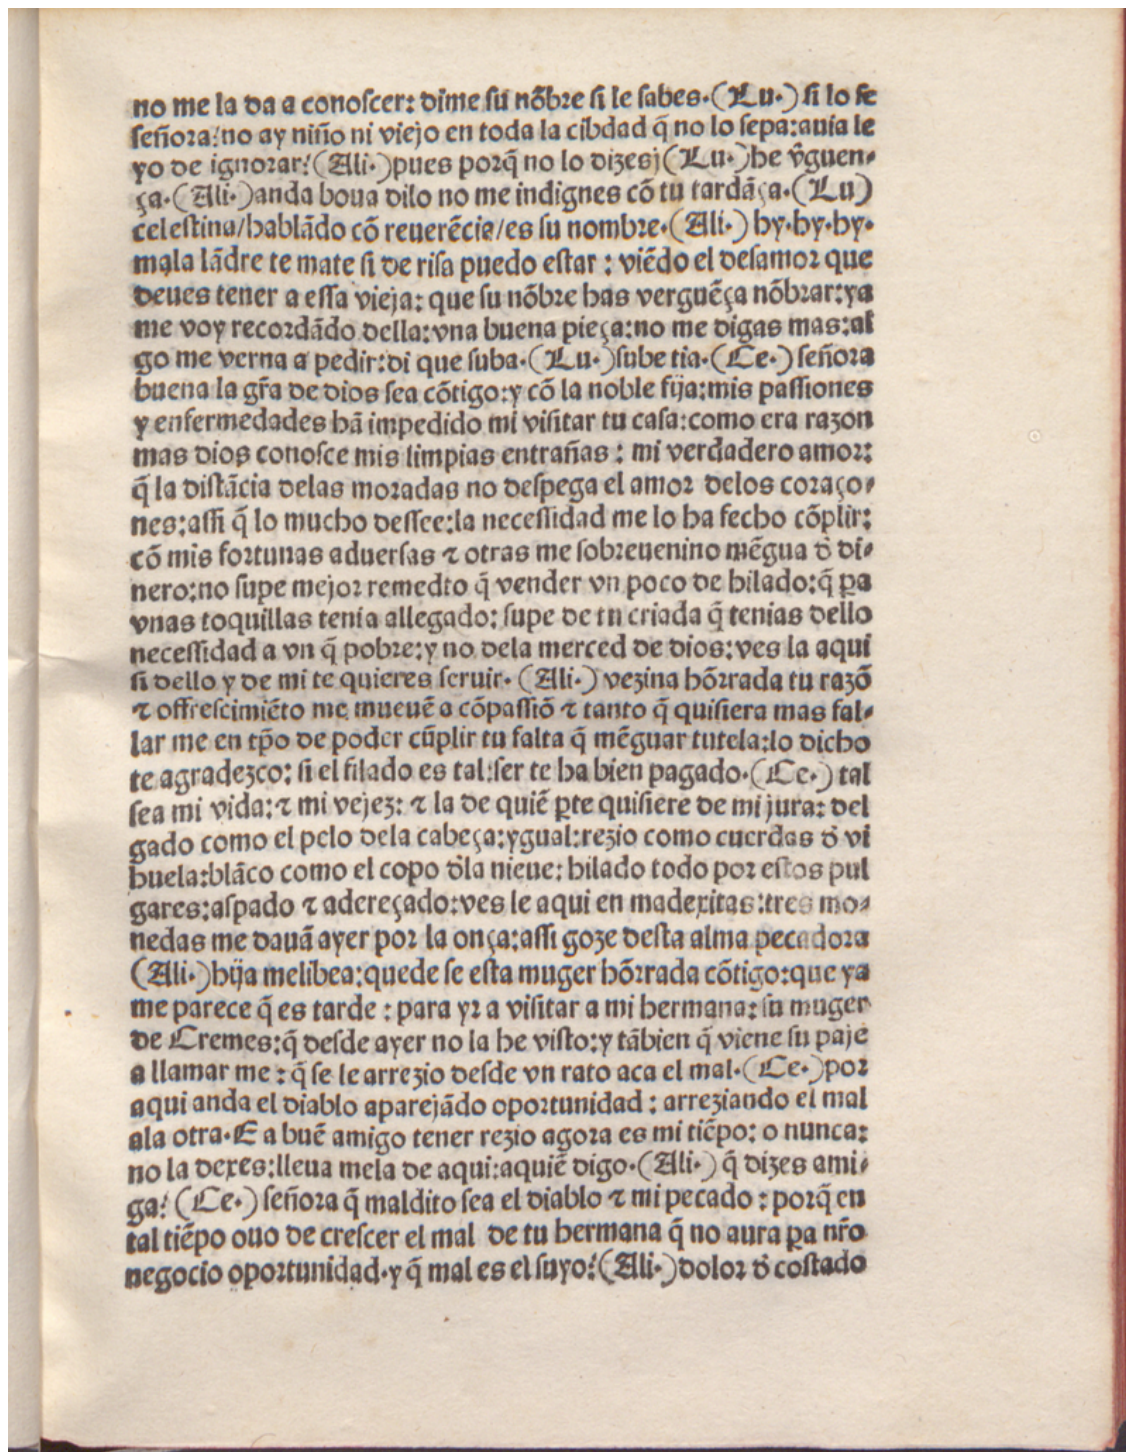 no me la da a conoſcer: dime ſu nõbre ſi le ſabes.(Lu.) ſi lo ſe
ſeñora: no ay niño ni viejo en toda la cibdad q̃ no lo ſepa: auia le
yo de ignorar?(Ali.)pues porq̃ no lo dizes?(Lu.)he ṽguen-
ça.(Ali.)anda boua dilo no me indignes cõ tu tardãça.(Lu)
celeſtina/hablãdo cõ reuerẽcia/es ſu nombre.(Ali.) hy.hy.hy.
mala lãdre te mate ſi de riſa puedo eſtar : viẽdo el deſamor que
deues tener a eſſa vieja: que ſu nõbre has verguẽça nõbrar: ya
me voy recordãdo della: vna buena pieça: no me digas mas: al
go me verna a pedir: di que ſuba.(Lu.)ſube tia.(Ce.) ſeñora
buena la gr̃a de dios ſea cõtigo: y cõ la noble fija: mis paſſiones
y enfermedades hã impedido mi viſitar tu caſa: como era razon
mas dios conoſce mis limpias entrañas : mi verdadero amor:
q̃ la diſtãcia delas moradas no deſpega el amor delos coraço-
nes: aſſi q̃ lo mucho deſſee: la neceſſidad me lo ha fecho cõplir:
cõ mis fortunas aduerſas ⁊ otras me ſobreuenino mẽgua d̉ di-
nero: no ſupe mejor remedio q̃ vender vn poco de hilado: q̃ ꝑa
vnas toquillas tenia allegado: ſupe de tu criada q̃ tenias dello
neceſſidad a vn q̃ pobre: y no dela merced de dios: ves la aqui
ſi dello y de mi te quieres ſeruir. (Ali.) vezina hõrrada tu razõ
⁊ offreſcimiẽto me mueuẽ a cõpaſſiõ ⁊ tanto q̃ quiſiera mas fal-
lar me en tp̃o de poder cũplir tu falta q̃ mẽguar tu tela: lo dicho
te agradezco: ſi el filado es tal: ſer te ha bien pagado.(Ce.) tal
ſea mi vida: ⁊ mi vejez: ⁊ la de quiẽ ꝑte quiſiere de mi jura: del
gado como el pelo dela cabeça: ygual: rezio como cuerdas d̉ vi
huela: blãco como el copo d̉la nieue: hilado todo por eſtos pul
gares: aſpado ⁊ adereçado: ves le aqui en madexitas: tres mo-
nedas me dauã ayer por la onça: aſſi goze deſta alma pecadora
(Ali.)hija melibea: quede ſe eſta muger hõrrada cõtigo: que ya
me parece q̃ es tarde : para yr a viſitar a mi hermana: ſu muger
de Cremes: q̃ deſde ayer no la he viſto: y tãbien q̃ viene ſu paje
a llamar me : q̃ ſe le arrezio deſde vn rato aca el mal.(Ce.)por
aqui anda el diablo aparejãdo oportunidad : arreziando el mal
ala otra. E a buẽ amigo tener rezio agora es mi tiẽpo: o nunca:
no la dexes: lleua mela de aqui: aquiẽ digo.(Ali.) q̃ dizes ami-
ga?(Ce.) ſeñora q̃ maldito ſea el diablo ⁊ mi pecado : porq̃ en
tal tiẽpo ouo de creſcer el mal de tu hermana q̃ no aura ꝑa nr̃o
negocio oportunidad. y q̃ mal es el ſuyo?(Ali.)dolor d̉ coſtado